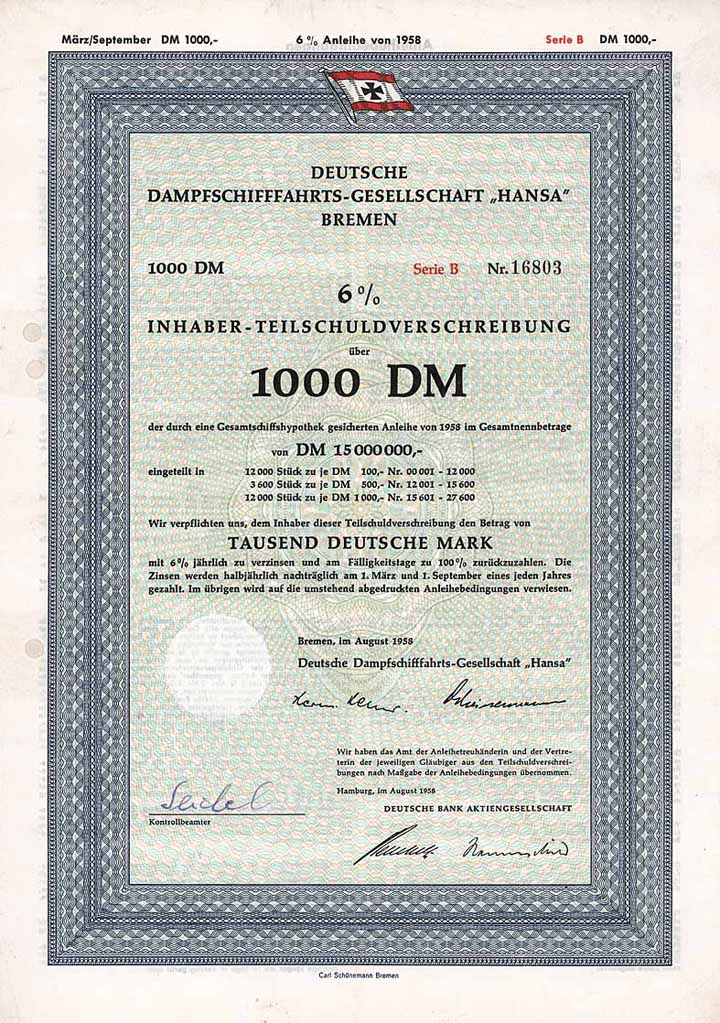 März/September DM 1000,- 6% Anleihe von 1958 Serie B DM 1000,-
DEUTSCHE
DAMPFSCHIFFFAHRTS-GESELLSCHAFT „HANSA"
BREMEN
1000 DM Serie B Nr. 16803
6%
INHABER-TEILSCHULDVERSCHREIBUNG
über
1000 DM
der durch eine Gesamtschiffshypothek gesicherten Anleihe von 1958 im Gesamtnennbetrage
von DM 15 000 000,-
eingeteilt in 12 000 Stück zu je DM 100,- Nr. 00 001 - 12 000
3 600 Stück zu je DM 500,- Nr. 12 001 - 15 600
12 000 Stück zu je DM 1 000,- Nr. 15 601 - 27 600
Wir verpflichten uns, dem Inhaber dieser Teilschuldverschreibung den Betrag von
TAUSEND DEUTSCHE MARK
mit 6% jährlich zu verzinsen und am Fälligkeitstage zu 100% zurückzuzahlen. Die
Zinsen werden halbjährlich nachträglich am 1. März und 1. September eines jeden Jahres
gezahlt. Im übrigen wird auf die umstehend abgedruckten Anleihebedingungen verwiesen.
Bremen, im August 1958
Deutsche Dampfschifffahrts-Gesellschaft „Hansa"
Wir haben das Amt der Anleihetreuhänderin und der Vertre-
terin der jeweiligen Gläubiger aus den Teilschuldverschrei-
bungen nach Maßgabe der Anleihebedingungen übernommen.
Hamburg, im August 1958
DEUTSCHE BANK AKTIENGESELLSCHAFT
Seidel
Kontrollbeamter
Carl Schünemann Bremen